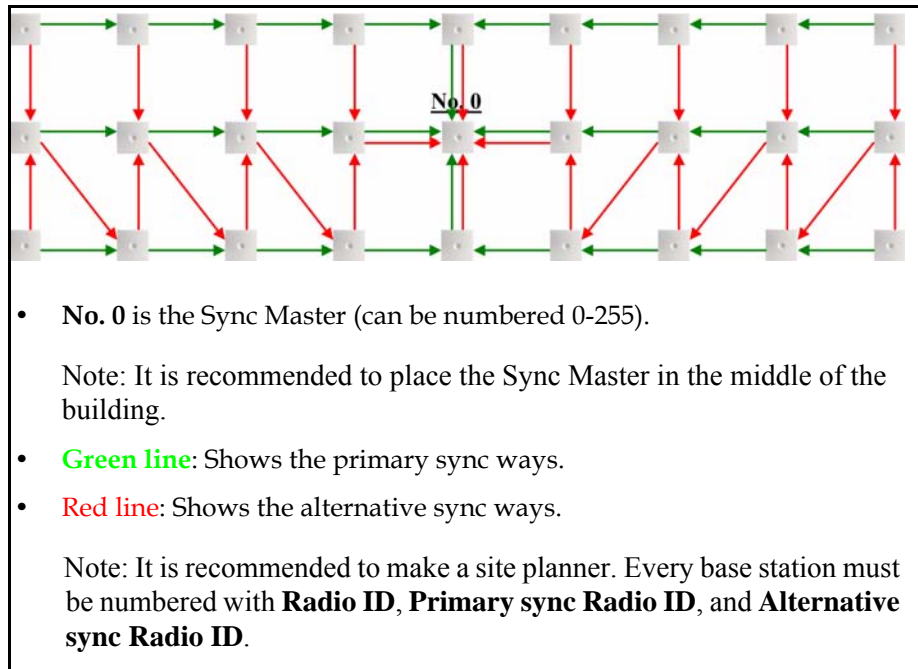 No. 0
• No. 0 is the Sync Master (can be numbered 0-255).
Note: It is recommended to place the Sync Master in the middle of the
building.
• Green line: Shows the primary sync ways.
• Red line: Shows the alternative sync ways.
Note: It is recommended to make a site planner. Every base station must
be numbered with Radio ID, Primary sync Radio ID, and Alternative
sync Radio ID.